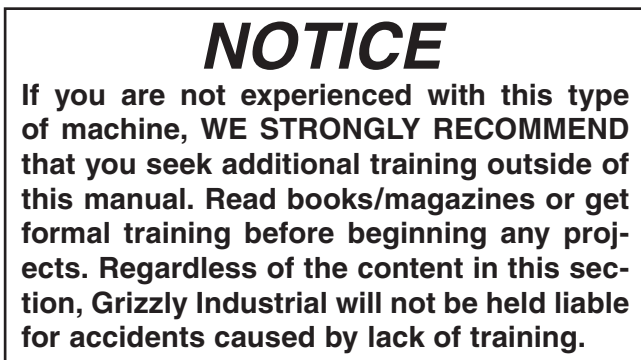 NOTICE
If you are not experienced with this type
of machine, WE STRONGLY RECOMMEND
that you seek additional training outside of
this manual. Read books/magazines or get
formal training before beginning any proj-
ects. Regardless of the content in this sec-
tion, Grizzly Industrial will not be held liable
for accidents caused by lack of training.